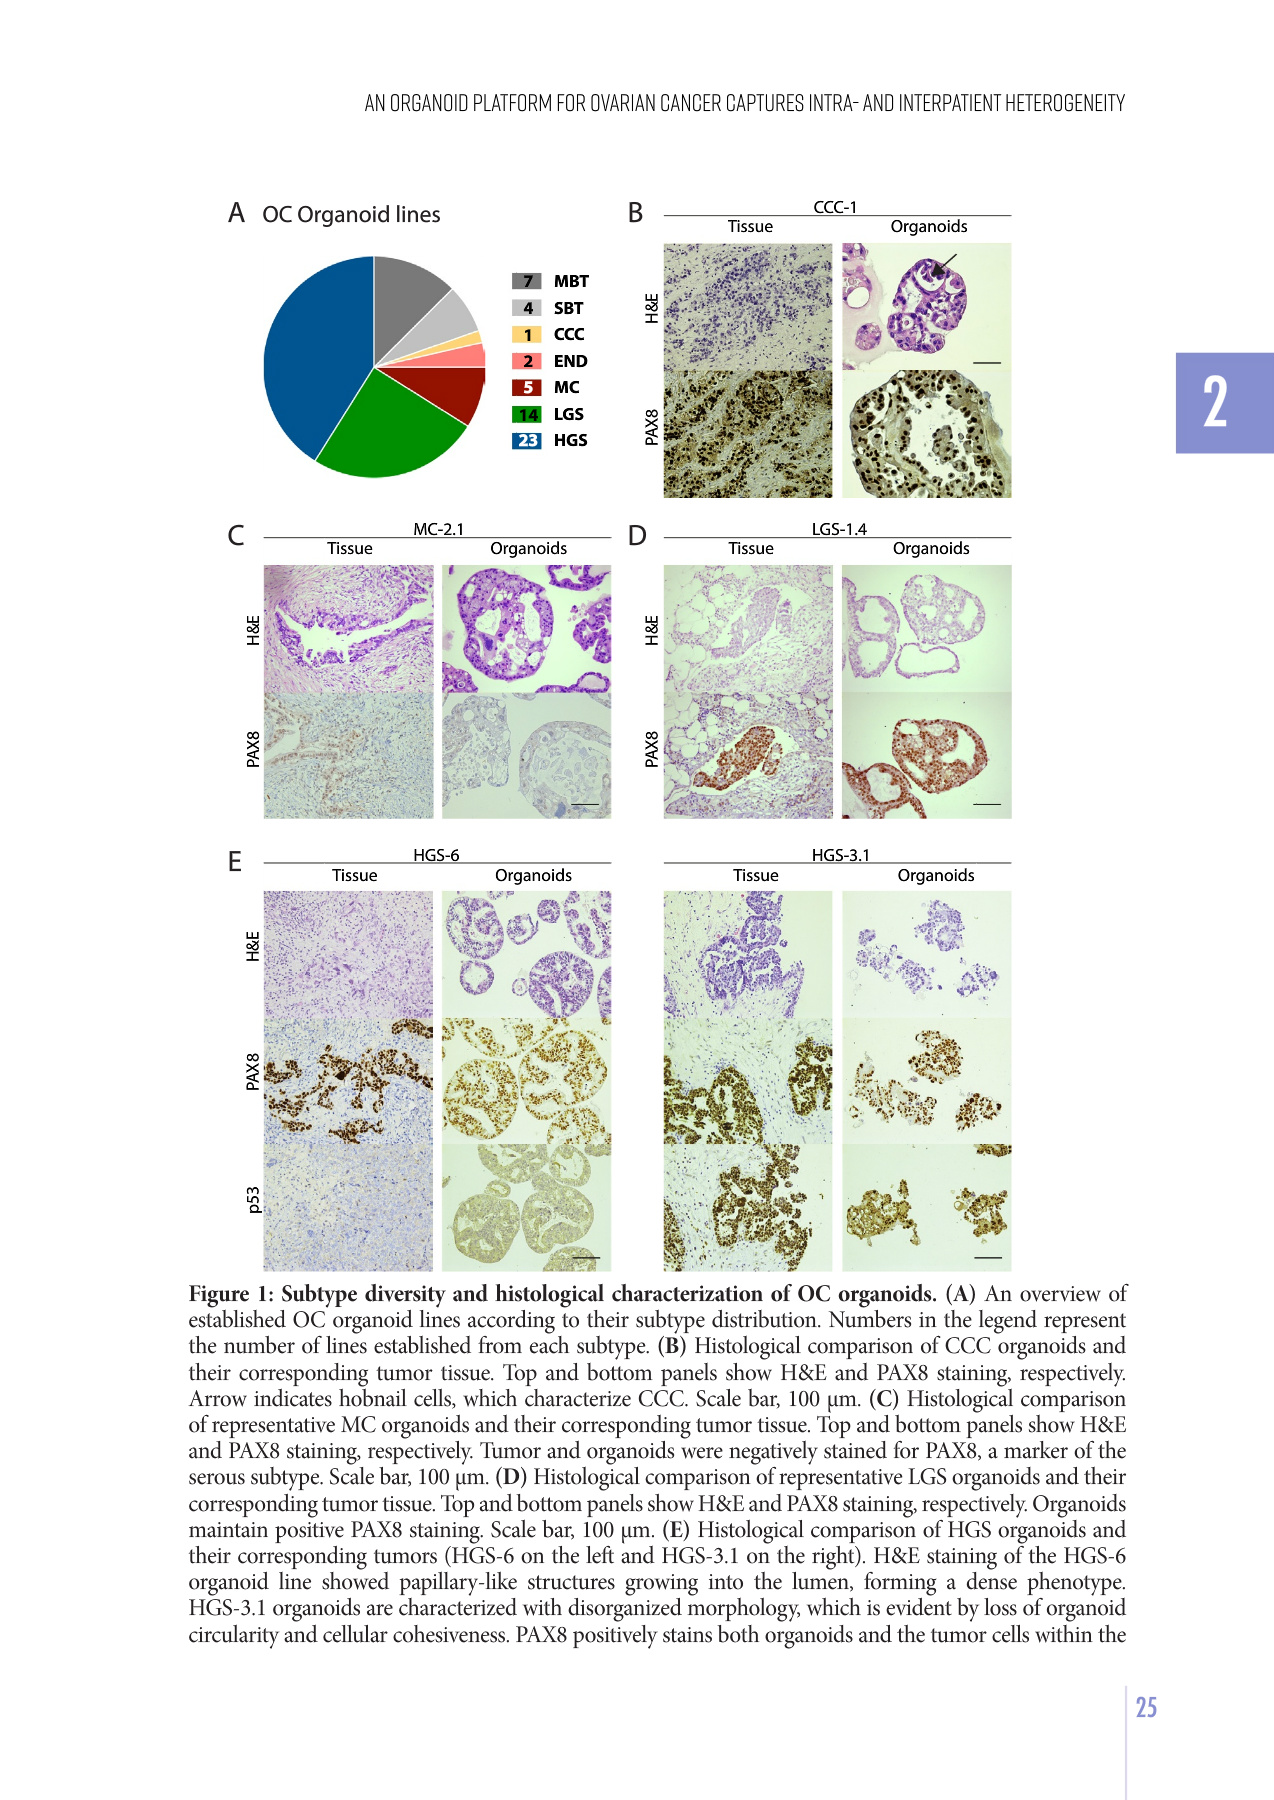 AN ORGANOID PLATFORM FOR OVARIAN CANCER CAPTURES INTRA- AND INTERPATIENT HETEROGENEITY
2
A OC Organoid lines
7 MBT
4 SBT
1 CCC
2 END
5 MC
14 LGS
23 HGS
B
CCC-1
Tissue Organoids
H&E
PAX8
C
MC-2.1
Tissue Organoids
H&E
PAX8
D
LGS-1.4
Tissue Organoids
H&E
PAX8
E
HGS-6
Tissue Organoids
H&E
PAX8
p53
HGS-3.1
Tissue Organoids
Figure 1: Subtype diversity and histological characterization of OC organoids. (A) An overview of
established OC organoid lines according to their subtype distribution. Numbers in the legend represent
the number of lines established from each subtype. (B) Histological comparison of CCC organoids and
their corresponding tumor tissue. Top and bottom panels show H&E and PAX8 staining, respectively.
Arrow indicates hobnail cells, which characterize CCC. Scale bar, 100 µm. (C) Histological comparison
of representative MC organoids and their corresponding tumor tissue. Top and bottom panels show H&E
and PAX8 staining, respectively. Tumor and organoids were negatively stained for PAX8, a marker of the
serous subtype. Scale bar, 100 µm. (D) Histological comparison of representative LGS organoids and their
corresponding tumor tissue. Top and bottom panels show H&E and PAX8 staining, respectively. Organoids
maintain positive PAX8 staining. Scale bar, 100 µm. (E) Histological comparison of HGS organoids and
their corresponding tumors (HGS-6 on the left and HGS-3.1 on the right). H&E staining of the HGS-6
organoid line showed papillary-like structures growing into the lumen, forming a dense phenotype.
HGS-3.1 organoids are characterized with disorganized morphology, which is evident by loss of organoid
circularity and cellular cohesiveness. PAX8 positively stains both organoids and the tumor cells within the
25